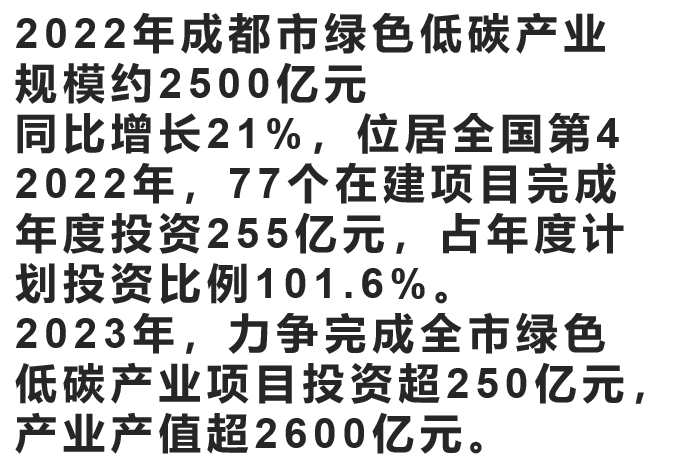 2022年成都市绿色低碳产业
规模约2500亿元
同比增长21%，位居全国第4
2022年，77个在建项目完成
年度投资255亿元，占年度计
划投资比例101.6%。
2023年，力争完成全市绿色
低碳产业项目投资超250亿元，
产业产值超2600亿元。